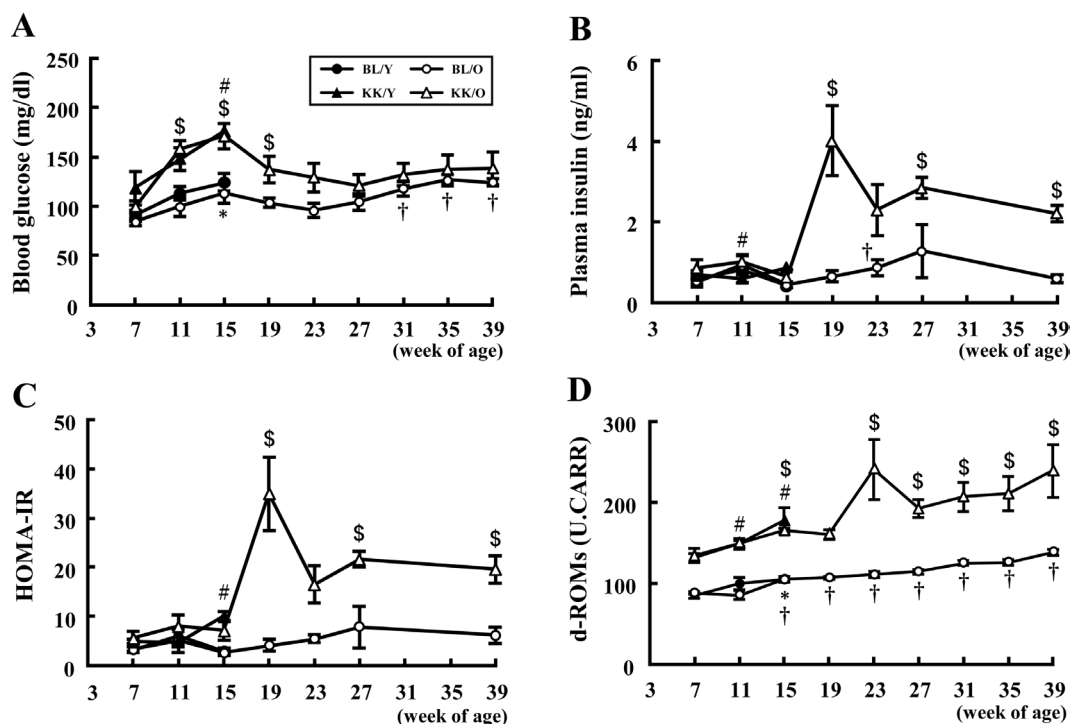 A
Blood glucose (mg/dl)
250
200
150
100
50
0
BL/Y BL/O
KK/Y KK/O
$
#
$
$
*
†
†
†
3 7 11 15 19 23 27 31 35 39
(week of age)
B
Plasma insulin (ng/ml)
6
4
2
0
#
$
†
$
$
3 7 11 15 19 23 27 31 35 39
(week of age)
C
HOMA-IR
50
40
30
20
10
0
#
$
$
$
3 7 11 15 19 23 27 31 35 39
(week of age)
D
d-ROMs (U.CARR)
300
200
100
0
#
$
#
$
$
$
$
$
*
†
†
†
†
†
†
†
3 7 11 15 19 23 27 31 35 39
(week of age)